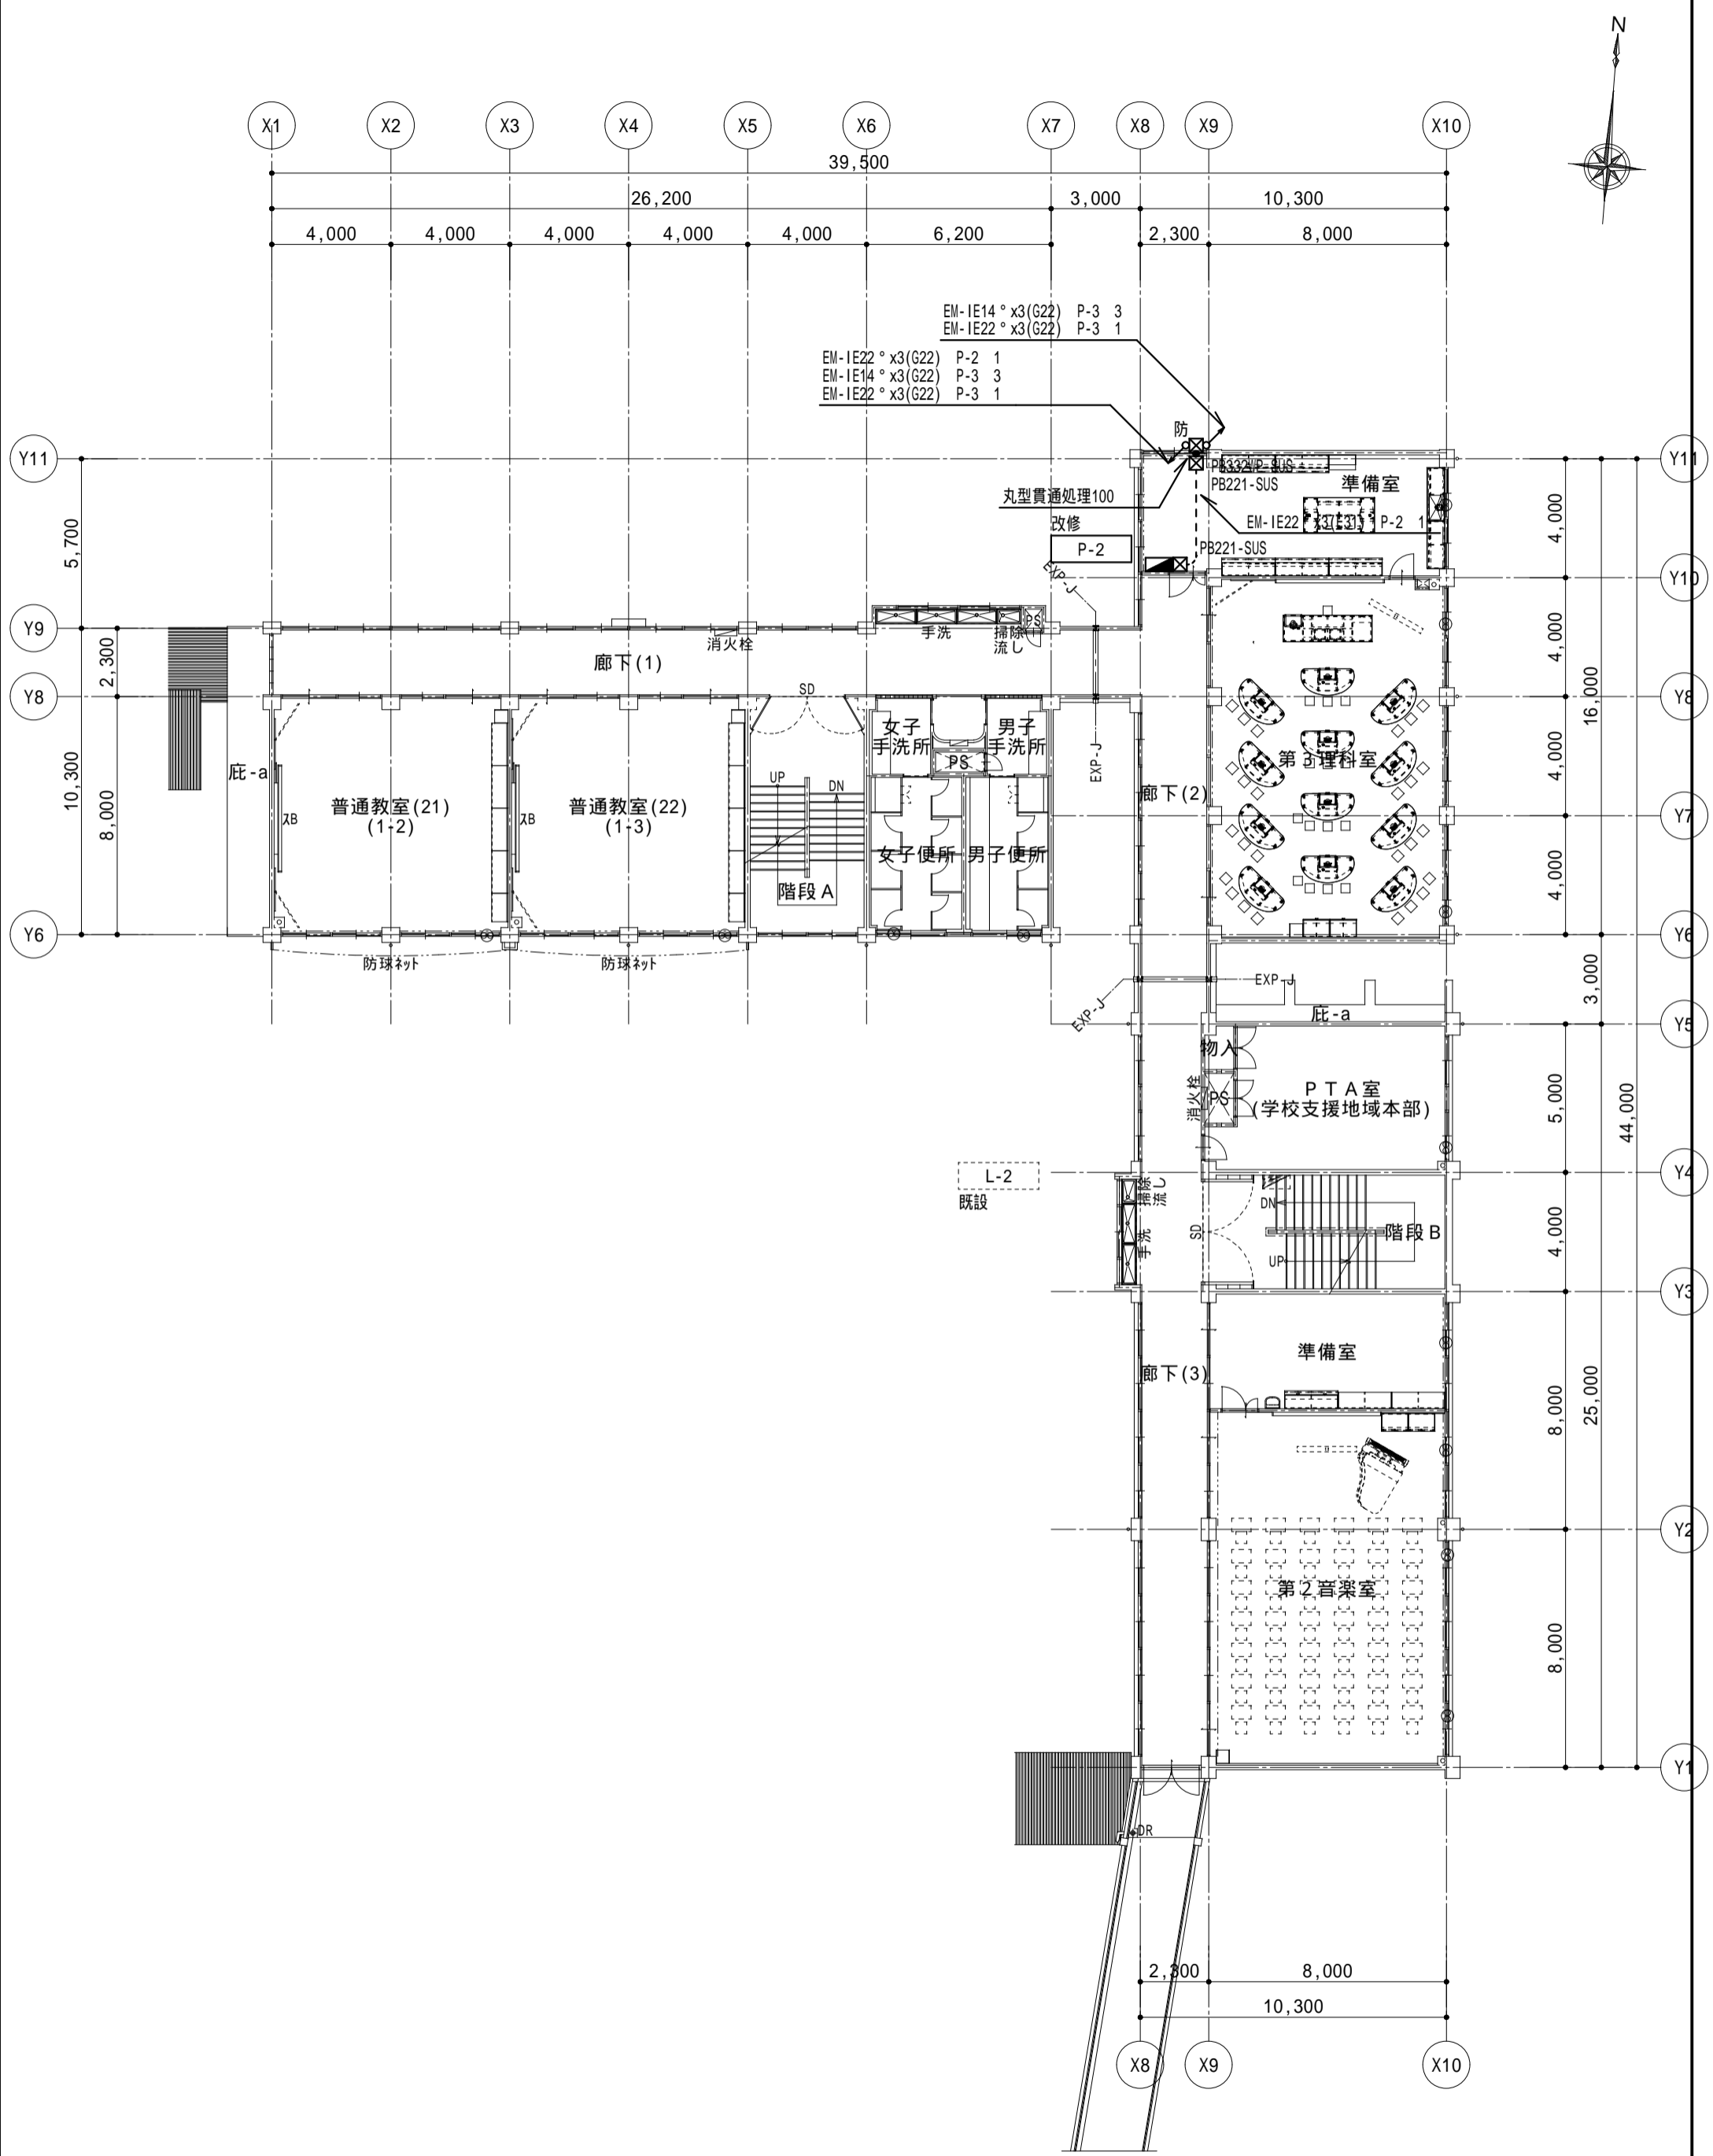 N
X1 X2 X3 X4 X5 X6 X7 X8 X9 X10
39,500
26,200 3,000 10,300
4,000 4,000 4,000 4,000 4,000 6,200 2,300 8,000
EM-IE14°x3(G22) P-3 3
EM-IE22°x3(G22) P-3 1
EM-IE22°x3(G22) P-2 1
EM-IE14°x3(G22) P-3 3
EM-IE22°x3(G22) P-3 1
防
Y11
Y11
PB221-SUS
準備室
丸型貫通処理100
改修
P-2
EM-IE22 P-2 1
PB221-SUS
EXP-J
Y10
Y9
手洗
掃除
流し
PS
消火栓
廊下(1)
Y8
SD
Y8
女子
手洗所
男子
手洗所
PS
EXP-J
庇-a
普通教室(21)
(1-2)
スB
普通教室(22)
(1-3)
スB
UP
DN
階段A
女子便所
男子便所
廊下(2)
第3理科室
Y7
Y6
Y6
防球ネット
防球ネット
5,700
2,300
10,300
8,000
4,000
4,000
4,000
4,000
16,000
3,000
EXP-J
EXP-J
庇-a
Y5
物入
PS
消火栓
PTA室
(学校支援地域本部)
5,000
44,000
L-2
既設
Y4
掃除
流し
手洗
SD
DN
UP
階段B
4,000
Y3
廊下(3)
準備室
8,000
25,000
Y2
第2音楽室
8,000
Y1
DR
2,300 8,000
10,300
X8 X9 X10